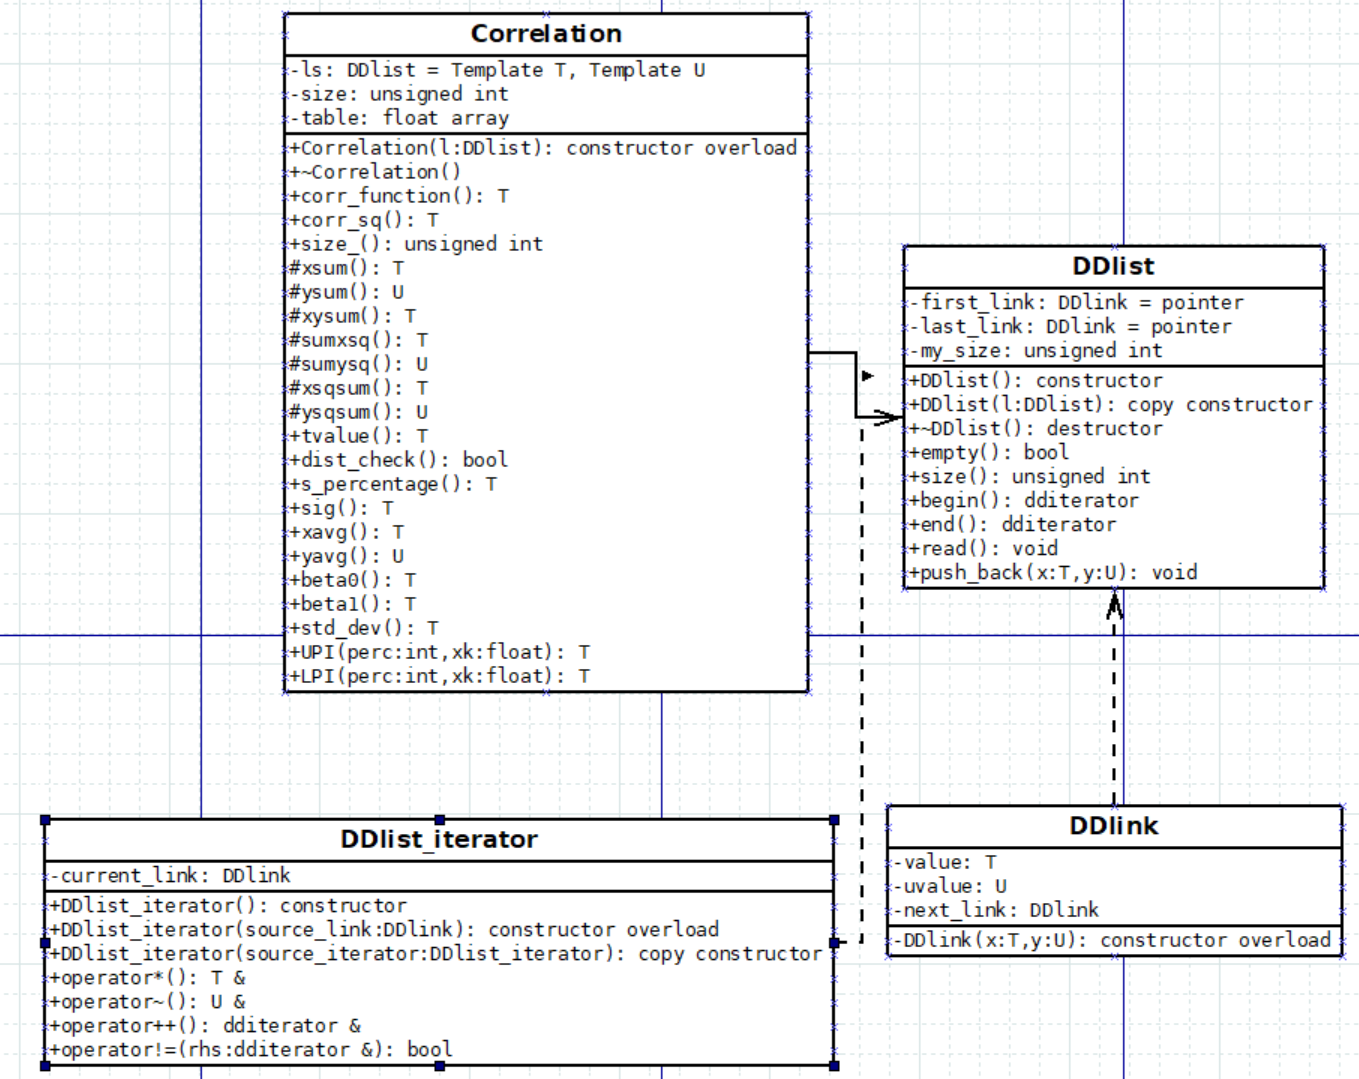 Correlation
-ls: DDlist = Template T, Template U
-size: unsigned int
-table: float array
+Correlation(l:DDlist): constructor overload
+~Correlation()
+corr_function(): T
+corr_sq(): T
+size_(): unsigned int
#xsum(): T
#ysum(): U
#xysum(): T
#sumxsq(): T
#sumysq(): U
#xsqsum(): T
#ysqsum(): U
+tvalue(): T
+dist_check(): bool
+s_percentage(): T
+sig(): T
+xavg(): T
+yavg(): U
+beta0(): T
+beta1(): T
+std_dev(): T
+UPI(perc:int,xk:float): T
+LPI(perc:int,xk:float): T
DDlist
-first_link: DDlink = pointer
-last_link: DDlink = pointer
-my_size: unsigned int
+DDlist(): constructor
+DDlist(l:DDlist): copy constructor
+~DDlist(): destructor
+empty(): bool
+size(): unsigned int
+begin(): dditerator
+end(): dditerator
+read(): void
+push_back(x:T,y:U): void
DDlist_iterator
-current_link: DDlink
+DDlist_iterator(): constructor
+DDlist_iterator(source_link:DDlink): constructor overload
+DDlist_iterator(source_iterator:DDlist_iterator): copy constructor
+operator*(): T &
+operator~(): U &
+operator++(): dditerator &
+operator!=(rhs:dditerator &): bool
DDlink
-value: T
-uvalue: U
-next_link: DDlink
-DDlink(x:T,y:U): constructor overload